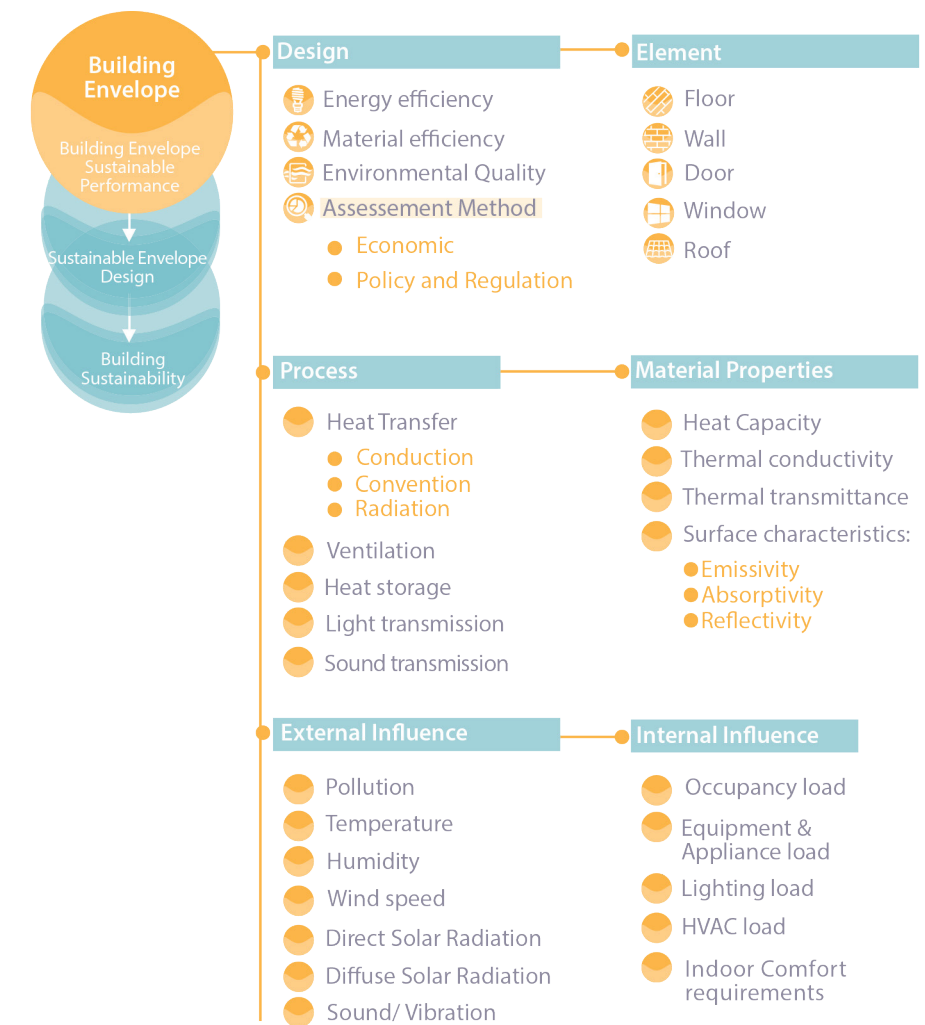 Building
Envelope
Building Envelope
Sustainable
Performance
Sustainable Envelope
Design
Building
Sustainability
Design
Energy efficiency
Material efficiency
Environmental Quality
Assessement Method
Economic
Policy and Regulation
Element
Floor
Wall
Door
Window
Roof
Process
Heat Transfer
Conduction
Convention
Radiation
Ventilation
Heat storage
Light transmission
Sound transmission
Material Properties
Heat Capacity
Thermal conductivity
Thermal transmittance
Surface characteristics:
Emissivity
Absorptivity
Reflectivity
External Influence
Pollution
Temperature
Humidity
Wind speed
Direct Solar Radiation
Diffuse Solar Radiation
Sound/ Vibration
Internal Influence
Occupancy load
Equipment &
Appliance load
Lighting load
HVAC load
Indoor Comfort
requirements